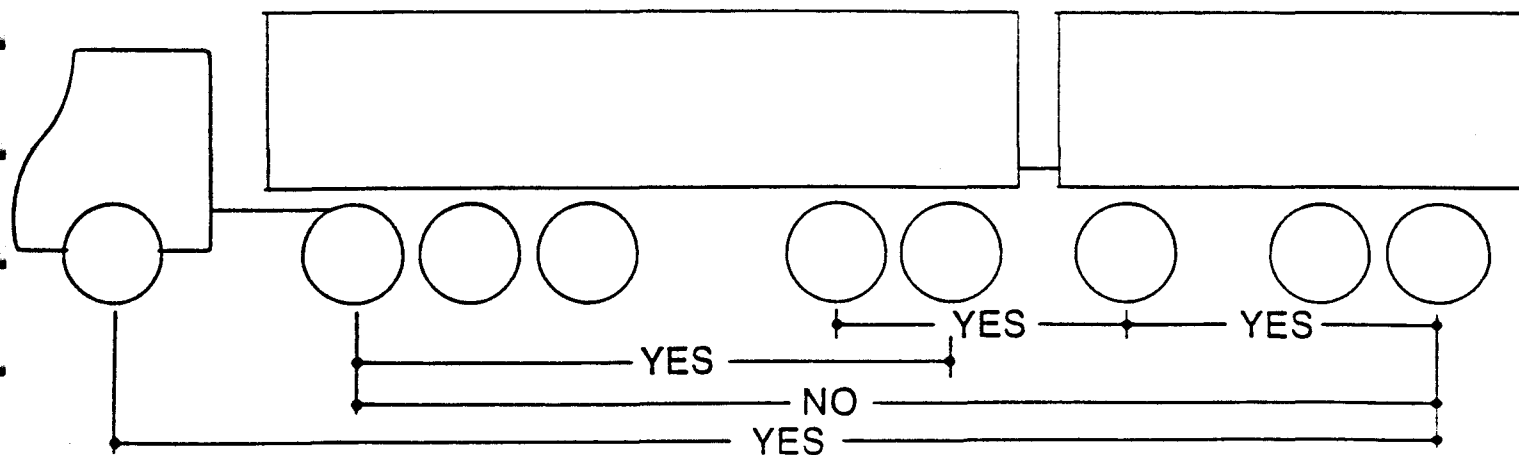 YES YES
YES
NO
YES